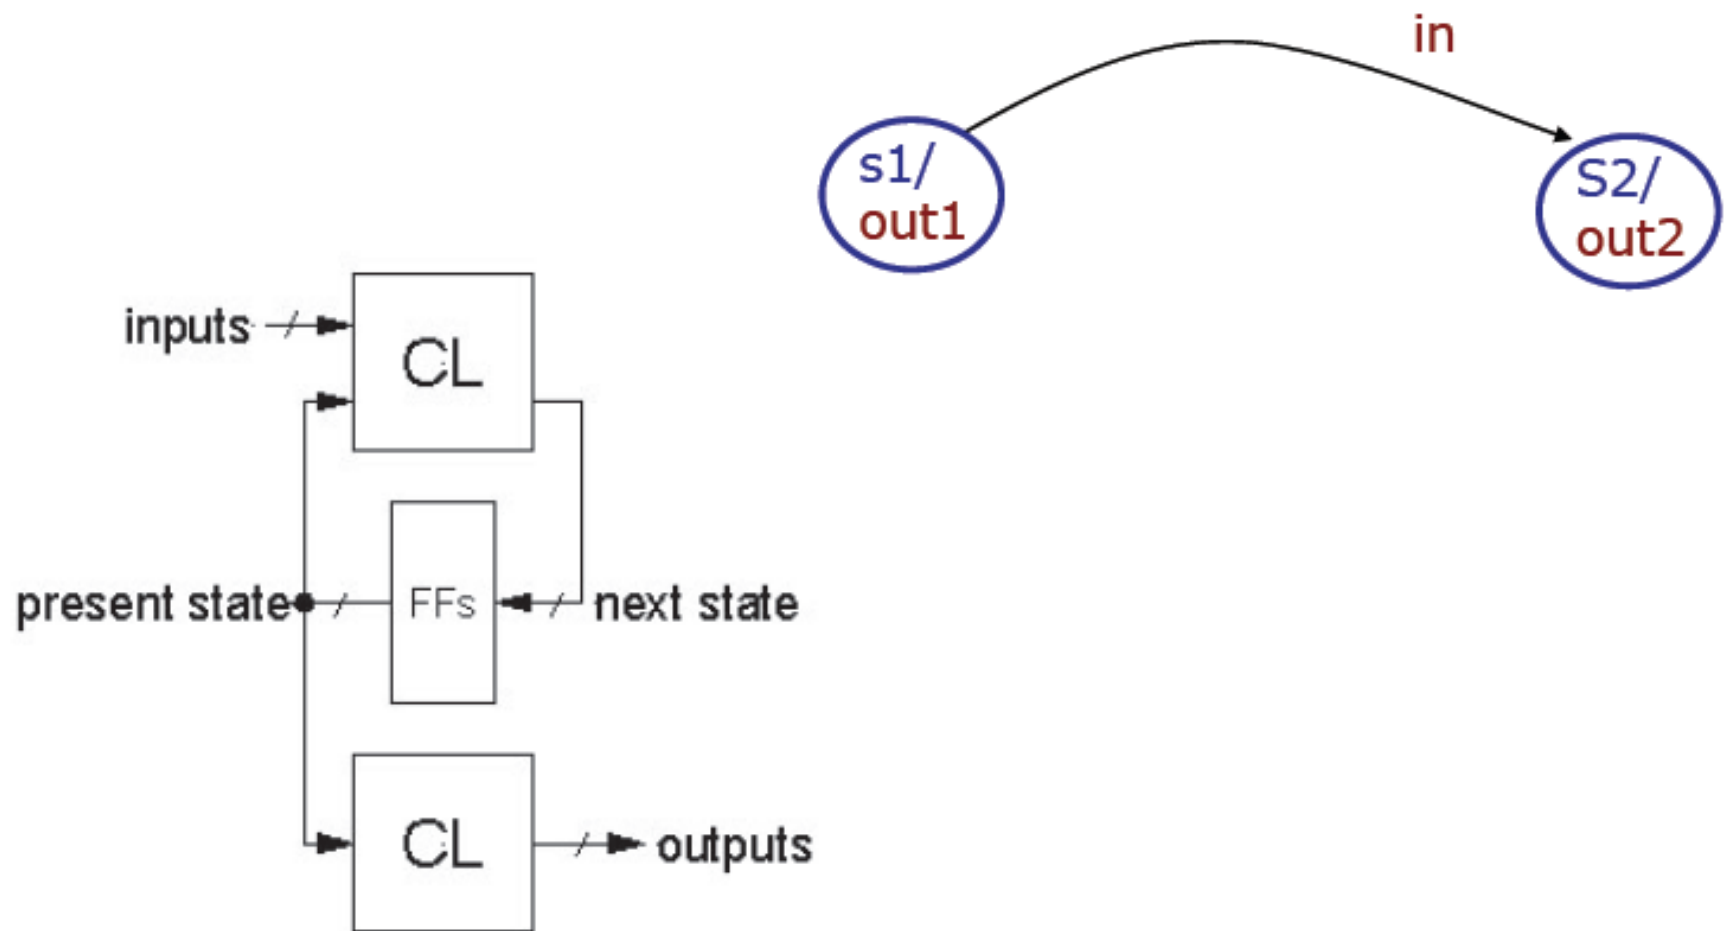 in
s1/
out1
S2/
out2
inputs
CL
present state
FFs
next state
CL
outputs